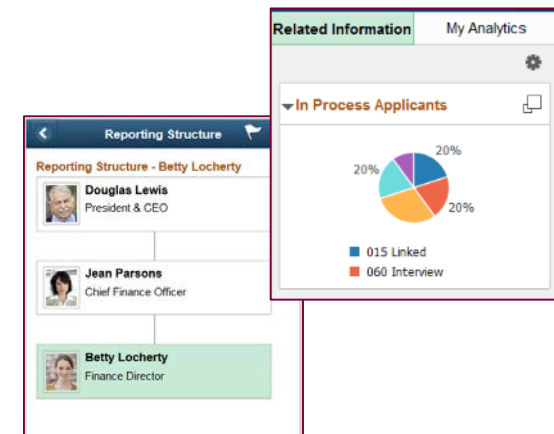 Related Information My Analytics
In Process Applicants
20%
20%
20%
015 Linked
060 Interview
Reporting Structure
Reporting Structure - Betty Locherty
Douglas Lewis
President & CEO
Jean Parsons
Chief Finance Officer
Betty Locherty
Finance Director